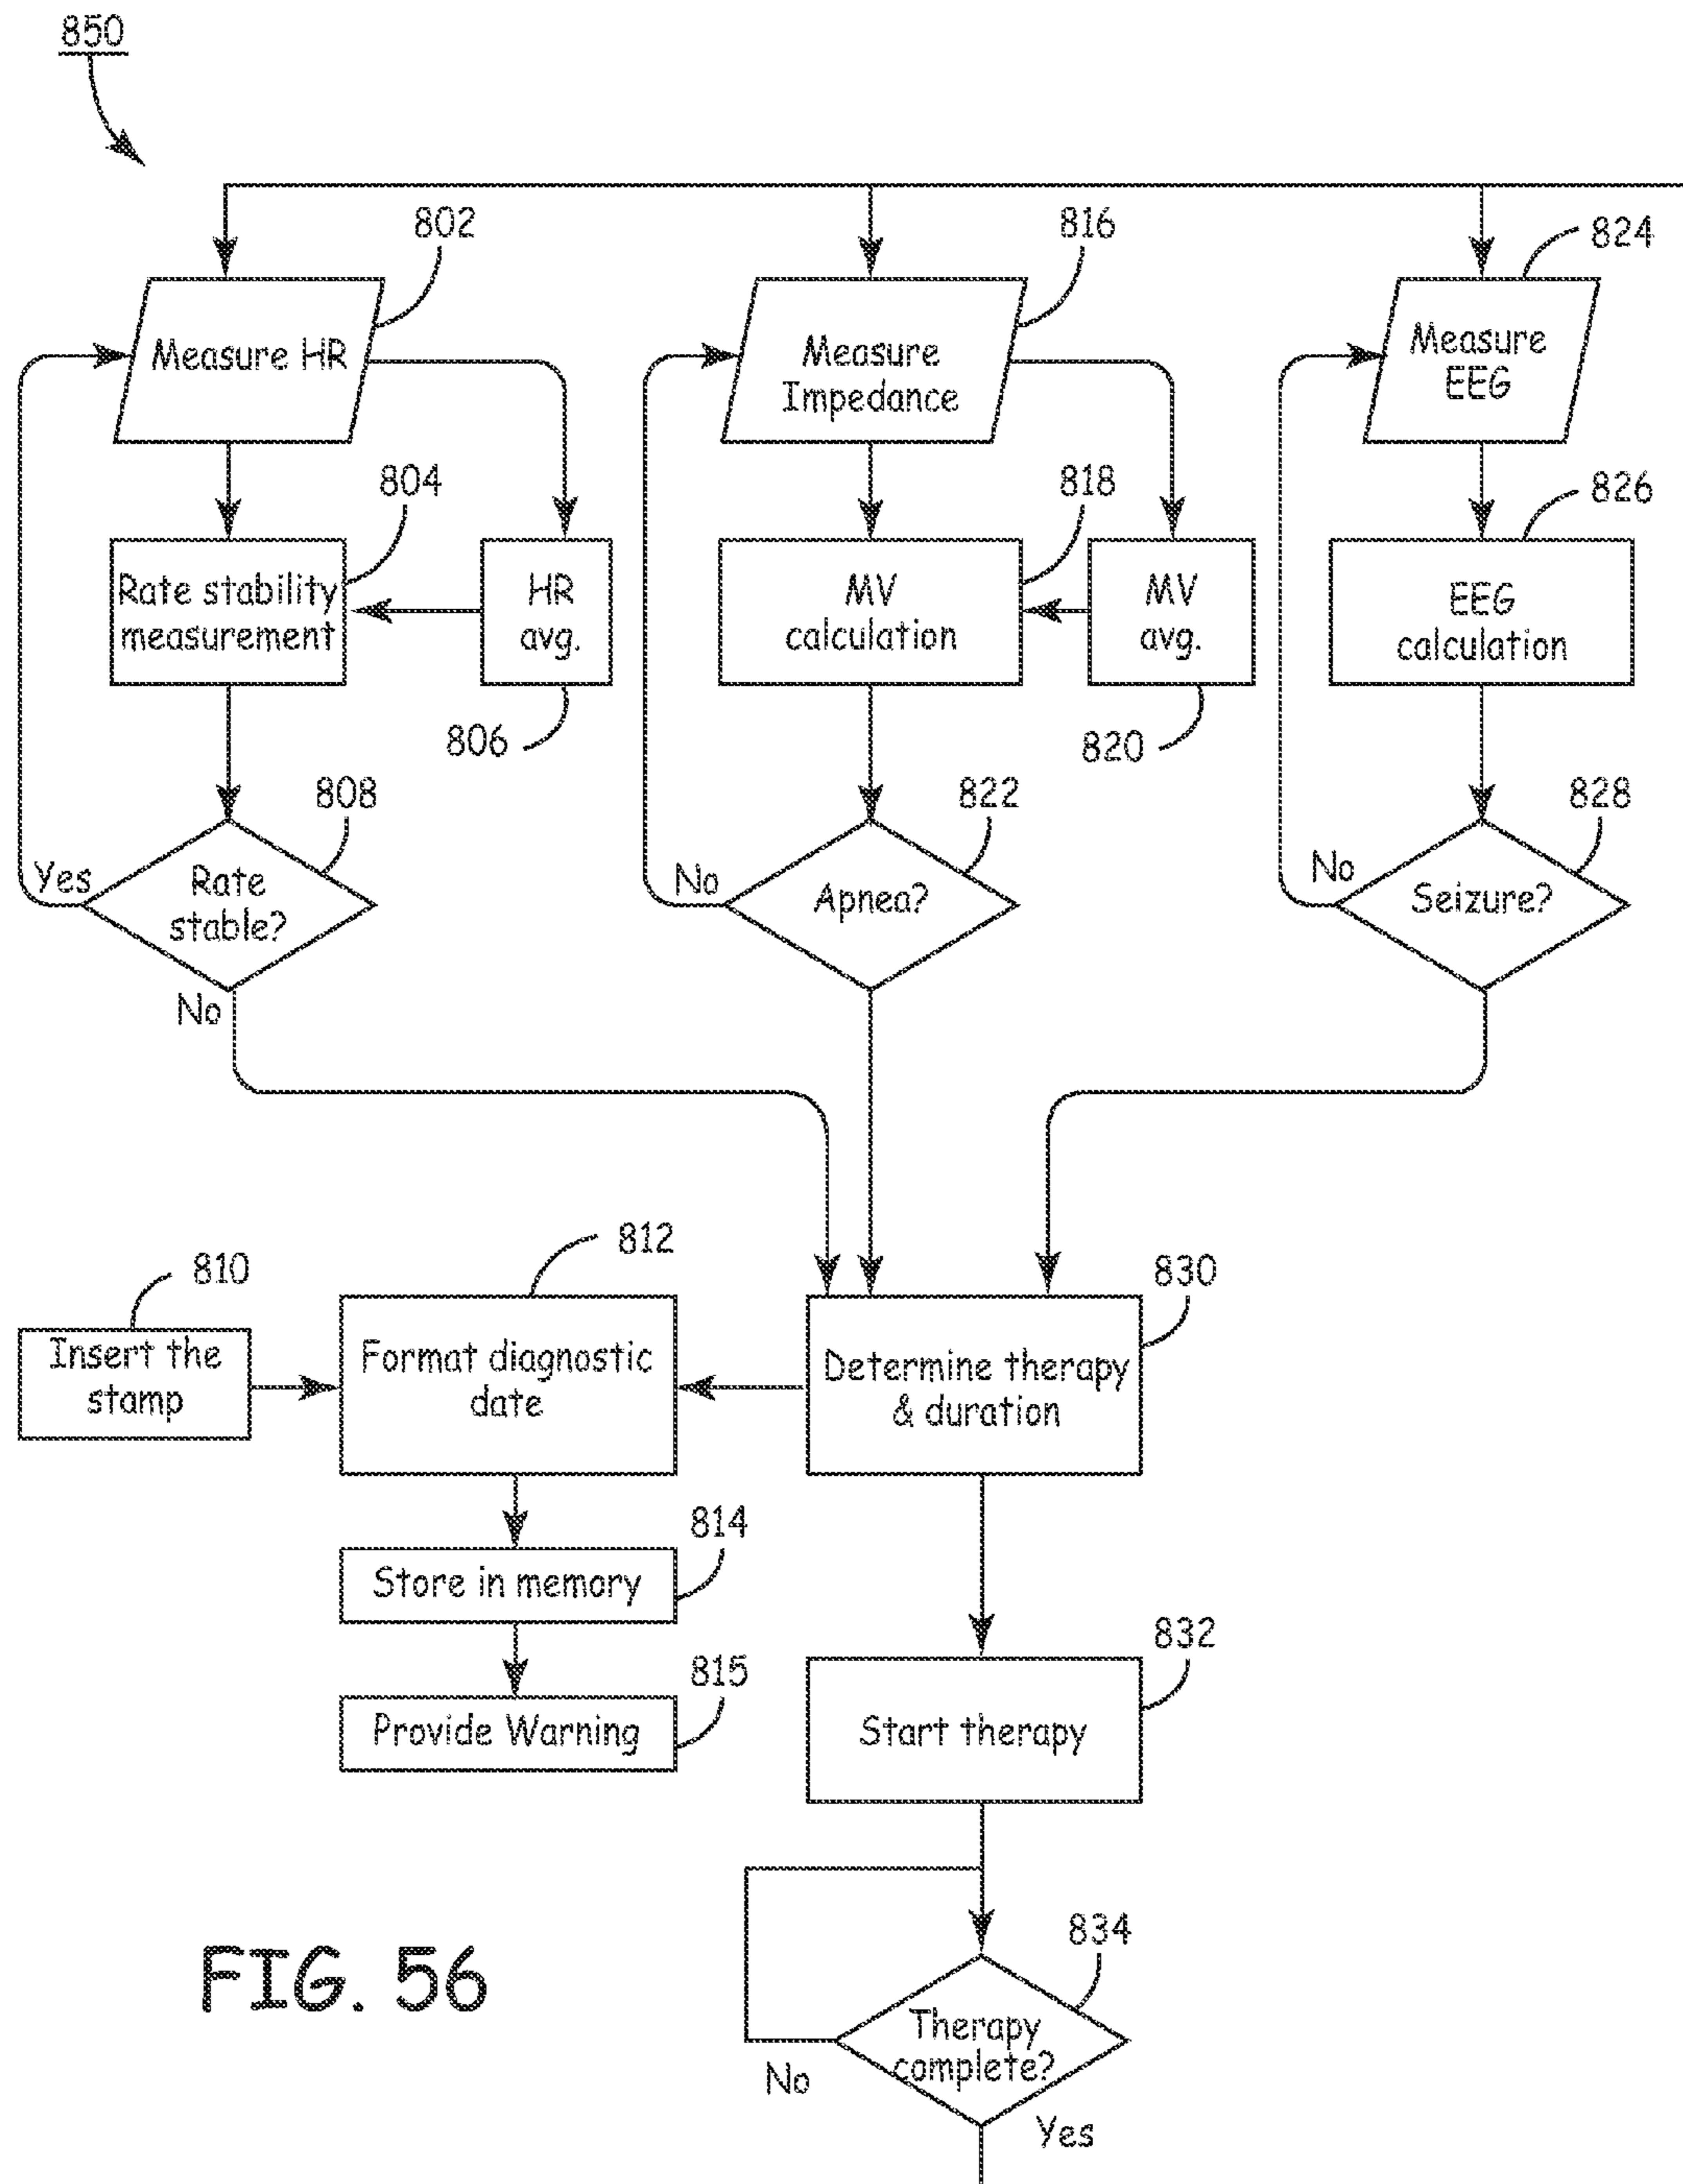 850
802
816
824
Measure HR
Measure
Impedance
Measure
EEG
804
818
826
Rate stability
measurement
HR
avg.
MV
calculation
MV
avg.
EEG
calculation
806
820
808
822
828
Yes
Rate
stable?
No
Apnea?
No
Seizure?
No
810
812
830
Insert the
stamp
Format diagnostic
date
Determine therapy
& duration
814
Store in memory
815
Provide Warning
832
Start therapy
834
Therapy
complete?
No
Yes
FIG. 56